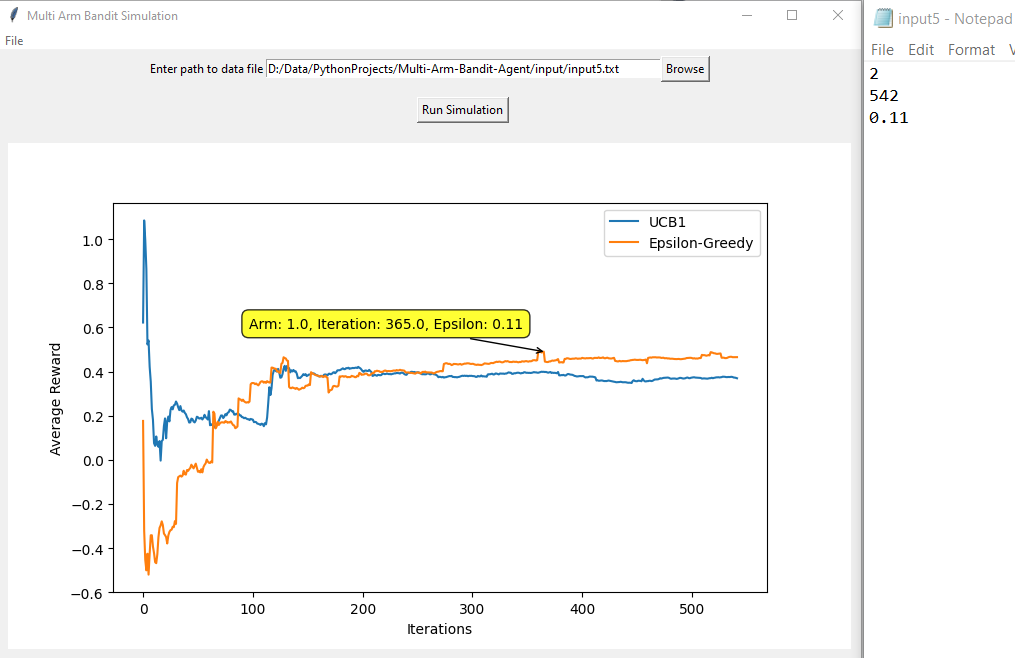 Multi Arm Bandit Simulation
File
Enter path to data file D:/Data/PythonProjects/Multi-Arm-Bandit-Agent/input/input5.txt Browse
Run Simulation
UCB1
Epsilon-Greedy
Arm: 1.0, Iteration: 365.0, Epsilon: 0.11
Average Reward
1.0
0.8
0.6
0.4
0.2
0.0
−0.2
−0.4
−0.6
0 100 200 300 400 500
Iterations
input5 - Notepad
File Edit Format V
2
542
0.11